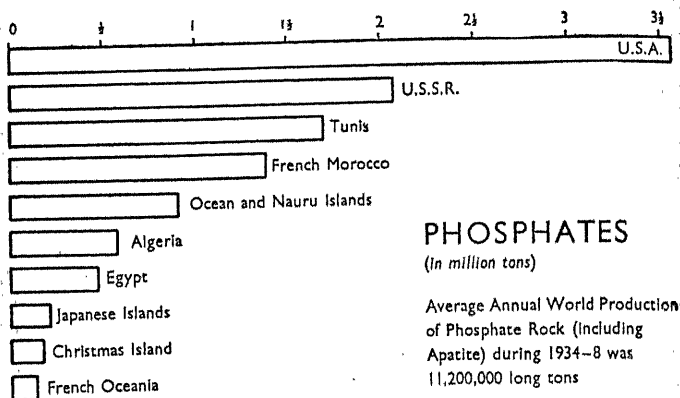 0 ½ 1 1½ 2 2½ 3 3½
U.S.A.
U.S.S.R.
Tunis
French Morocco
Ocean and Nauru Islands
Algeria
Egypt
Japanese Islands
Christmas Island
French Oceania
PHOSPHATES
(in million tons)
Average Annual World Production
of Phosphate Rock (including
Apatite) during 1934–8 was
11,200,000 long tons